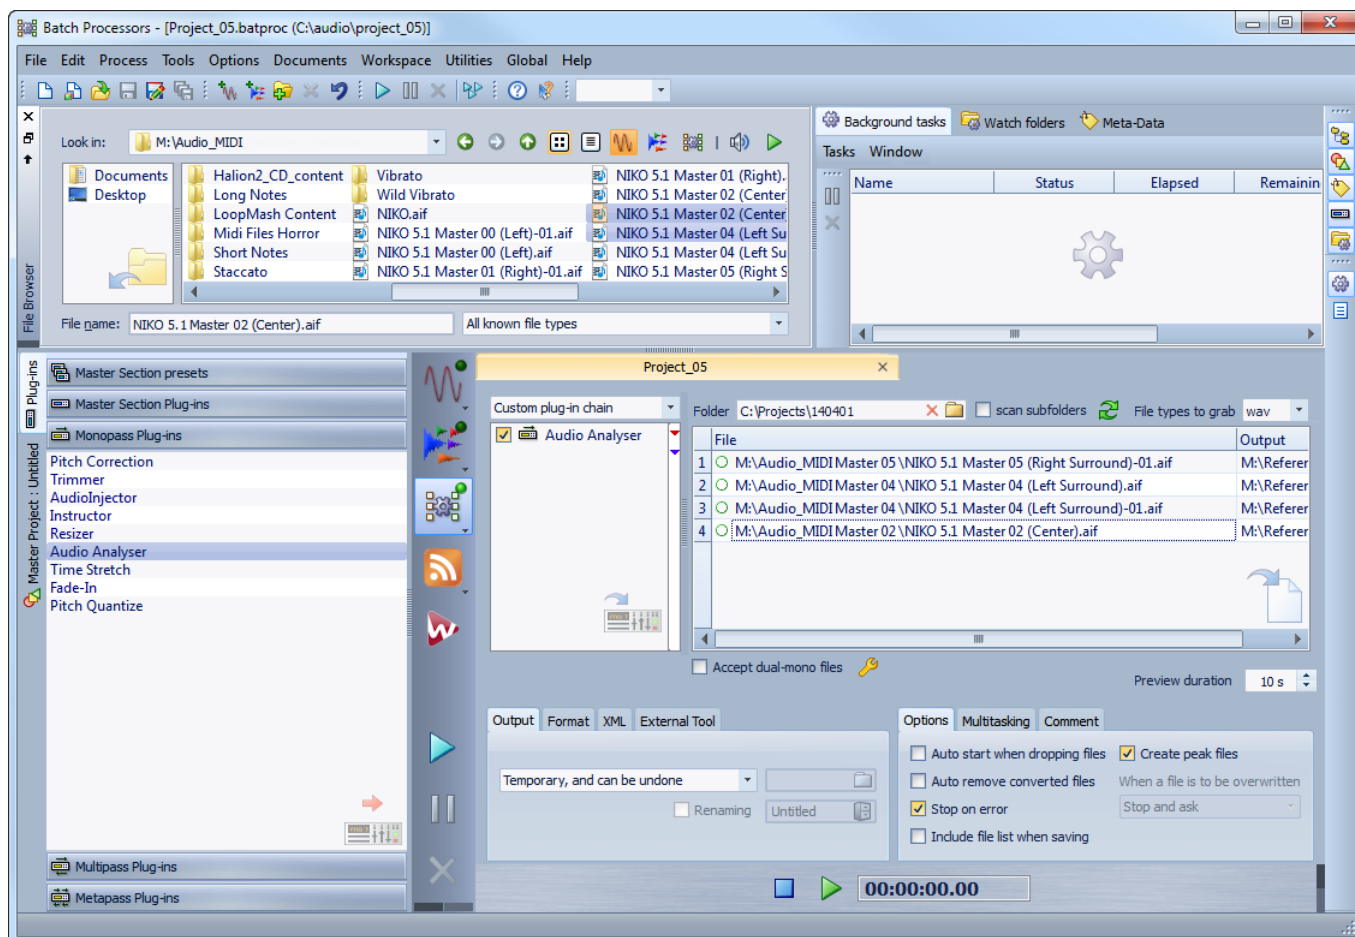 Batch Processors - [Project_05.batproc (C:\audio\project_05)]
File Edit Process Tools Options Documents Workspace Utilities Global Help
Look in: M:\Audio_MIDI
Documents
Desktop
Halion2_CD_content
Long Notes
LoopMash Content
Midi Files Horror
Short Notes
Staccato
Vibrato
Wild Vibrato
NIKO.aif
NIKO 5.1 Master 00 (Left)-01.aif
NIKO 5.1 Master 00 (Left).aif
NIKO 5.1 Master 01 (Right)-01.aif
NIKO 5.1 Master 01 (Right).
NIKO 5.1 Master 02 (Center
NIKO 5.1 Master 02 (Center
NIKO 5.1 Master 04 (Left Su
NIKO 5.1 Master 04 (Left Su
NIKO 5.1 Master 05 (Right S
File name: NIKO 5.1 Master 02 (Center).aif All known file types
File Browser
Background tasks Watch folders Meta-Data
Tasks Window
Name Status Elapsed Remainin
Plug-ins
Master Project : Untitled
Master Section presets
Master Section Plug-ins
Monopass Plug-ins
Pitch Correction
Trimmer
AudioInjector
Instructor
Resizer
Audio Analyser
Time Stretch
Fade-In
Pitch Quantize
Multipass Plug-ins
Metapass Plug-ins
Project_05
Custom plug-in chain
Audio Analyser
Folder C:\Projects\140401 scan subfolders File types to grab wav
File Output
1 M:\Audio_MIDI Master 05 \NIKO 5.1 Master 05 (Right Surround)-01.aif M:\Referer
2 M:\Audio_MIDI Master 04 \NIKO 5.1 Master 04 (Left Surround).aif M:\Referer
3 M:\Audio_MIDI Master 04 \NIKO 5.1 Master 04 (Left Surround)-01.aif M:\Referer
4 M:\Audio_MIDI Master 02 \NIKO 5.1 Master 02 (Center).aif M:\Referer
Accept dual-mono files
Preview duration 10 s
Output Format XML External Tool
Temporary, and can be undone
Renaming Untitled
Options Multitasking Comment
Auto start when dropping files Create peak files
Auto remove converted files When a file is to be overwritten
Stop on error Stop and ask
Include file list when saving
00:00:00.00